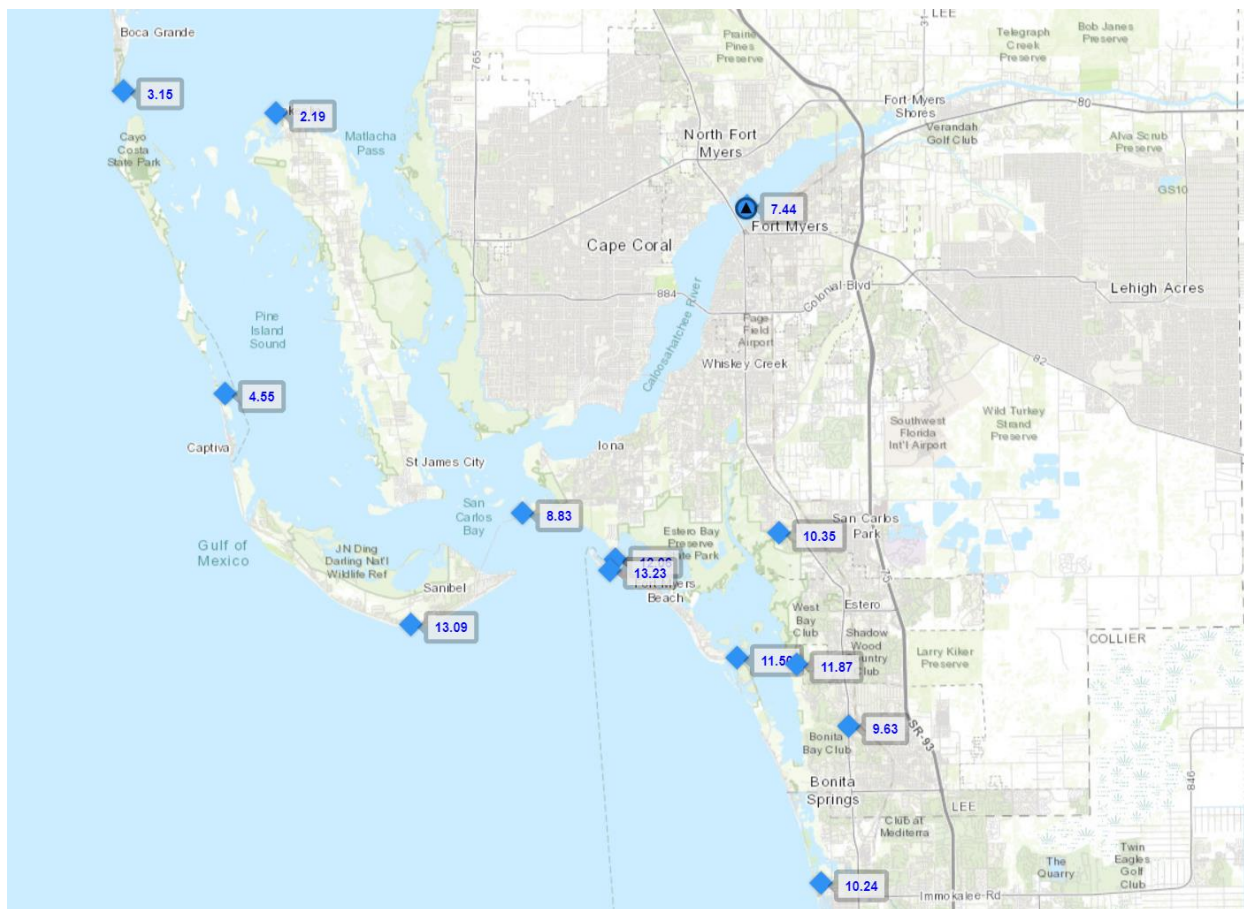 Boca Grande
LEE
31
765
Prairie
Pines
Preserve
Telegraph
Creek
Preserve
Bob Janes
Preserve
3.15
2.19
Cayo
Costa
State Park
Matlacha
Pass
North Fort
Myers
Fort Myers
Shores
80
Verandah
Golf Club
Alva Scrub
Preserve
GS10
7.44
Fort Myers
Cape Coral
884
Colonial Blvd
Lehigh Acres
Pine
Island
Sound
Caloosahatchee River
Page
Field
Airport
Whiskey Creek
82
4.55
Captiva
Iona
St James City
Southwest
Florida
Int'l Airport
Wild Turkey
Strand
Preserve
San
Carlos
Bay
8.83
10.35
San Carlos
Park
Gulf of
Mexico
JN Ding
Darling Nat'l
Wildlife Ref
Sanibel
Estero Bay
Preserve
State Park
13.23
Fort Myers
Beach
75
13.09
West
Bay
Club
Estero
Shadow
Wood
Country
Club
Larry Kiker
Preserve
COLLIER
11.50
11.87
9.63
SR-93
Bonita
Bay Club
Bonita
Springs
LEE
846
Club at
Mediterra
The
Quarry
Twin
Eagles
Golf
Club
10.24
Immokalee Rd